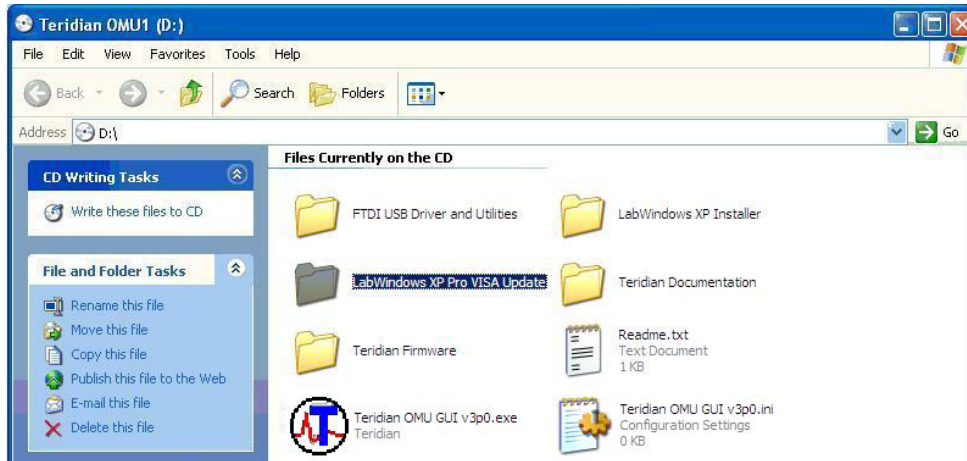 Teridian OMU1 (D:)
File Edit View Favorites Tools Help
Back Search Folders
Address D:\ Go
Files Currently on the CD
CD Writing Tasks
Write these files to CD
File and Folder Tasks
Rename this file
Move this file
Copy this file
Publish this file to the Web
E-mail this file
Delete this file
FTDI USB Driver and Utilities
LabWindows XP Installer
LabWindows XP Pro VISA Update
Teridian Documentation
Teridian Firmware
Readme.txt
Text Document
1 KB
Teridian OMU GUI v3p0.exe
Teridian
Teridian OMU GUI v3p0.ini
Configuration Settings
0 KB